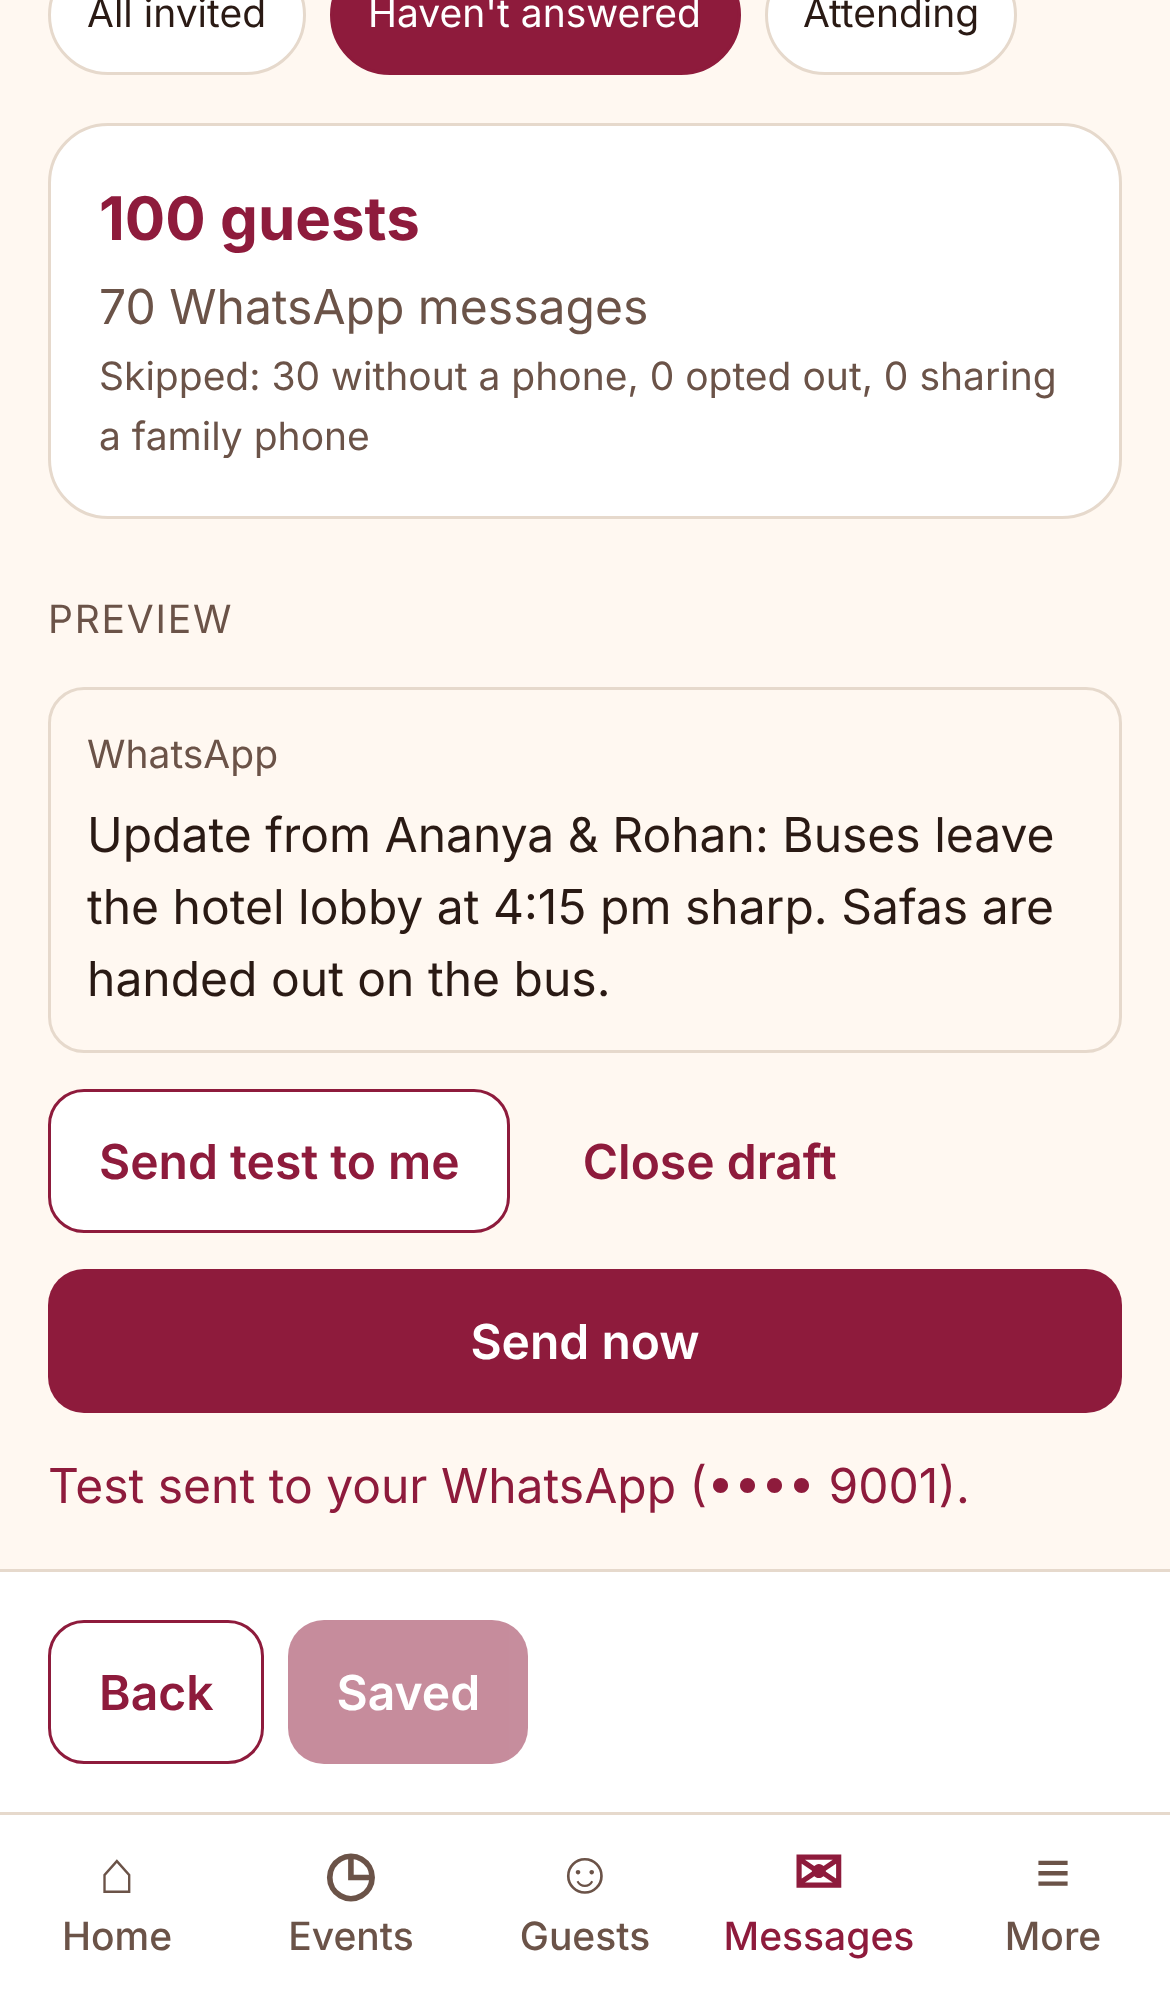 All invited
Haven't answered
Attending
100 guests
70 WhatsApp messages
Skipped: 30 without a phone, 0 opted out, 0 sharing
a family phone
PREVIEW
WhatsApp
Update from Ananya & Rohan: Buses leave
the hotel lobby at 4:15 pm sharp. Safas are
handed out on the bus.
Send test to me
Close draft
Send now
Test sent to your WhatsApp (•••• 9001).
Back
Saved
Home
Events
Guests
Messages
More